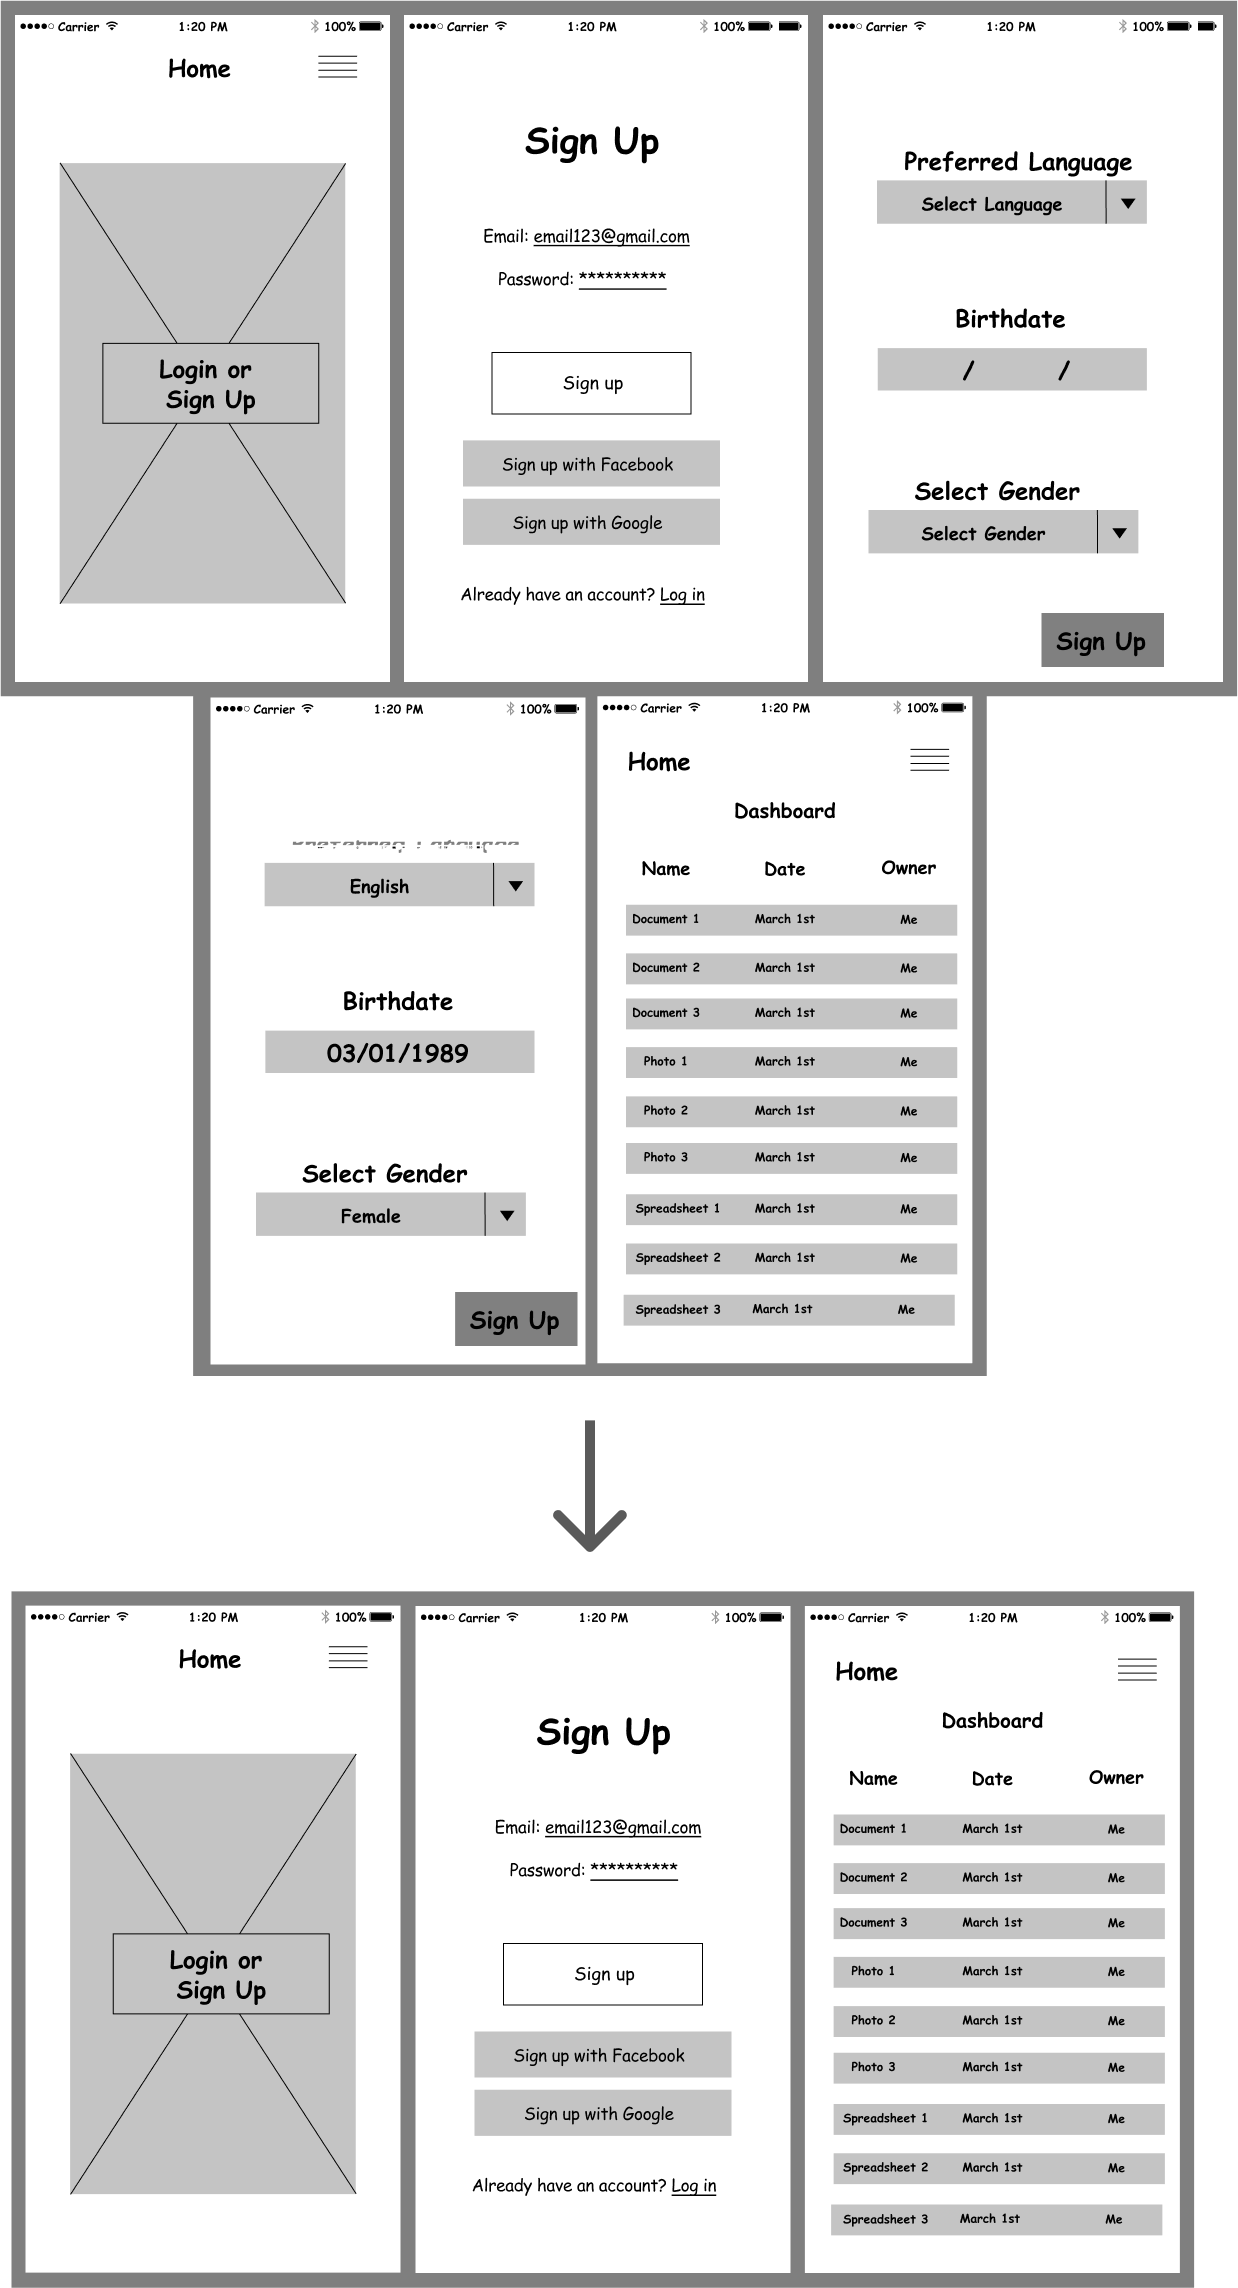 Carrier 1:20 PM 100%
Home
Login or
Sign Up
Carrier 1:20 PM 100%
Sign Up
Email: email123@gmail.com
Password: **********
Sign up
Sign up with Facebook
Sign up with Google
Already have an account? Log in
Carrier 1:20 PM 100%
Preferred Language
Select Language
Birthdate
/ /
Select Gender
Select Gender
Sign Up
Carrier 1:20 PM 100%
English
Birthdate
03/01/1989
Select Gender
Female
Sign Up
Carrier 1:20 PM 100%
Home
Dashboard
Name Date Owner
Document 1 March 1st Me
Document 2 March 1st Me
Document 3 March 1st Me
Photo 1 March 1st Me
Photo 2 March 1st Me
Photo 3 March 1st Me
Spreadsheet 1 March 1st Me
Spreadsheet 2 March 1st Me
Spreadsheet 3 March 1st Me
Carrier 1:20 PM 100%
Home
Login or
Sign Up
Carrier 1:20 PM 100%
Sign Up
Email: email123@gmail.com
Password: **********
Sign up
Sign up with Facebook
Sign up with Google
Already have an account? Log in
Carrier 1:20 PM 100%
Home
Dashboard
Name Date Owner
Document 1 March 1st Me
Document 2 March 1st Me
Document 3 March 1st Me
Photo 1 March 1st Me
Photo 2 March 1st Me
Photo 3 March 1st Me
Spreadsheet 1 March 1st Me
Spreadsheet 2 March 1st Me
Spreadsheet 3 March 1st Me